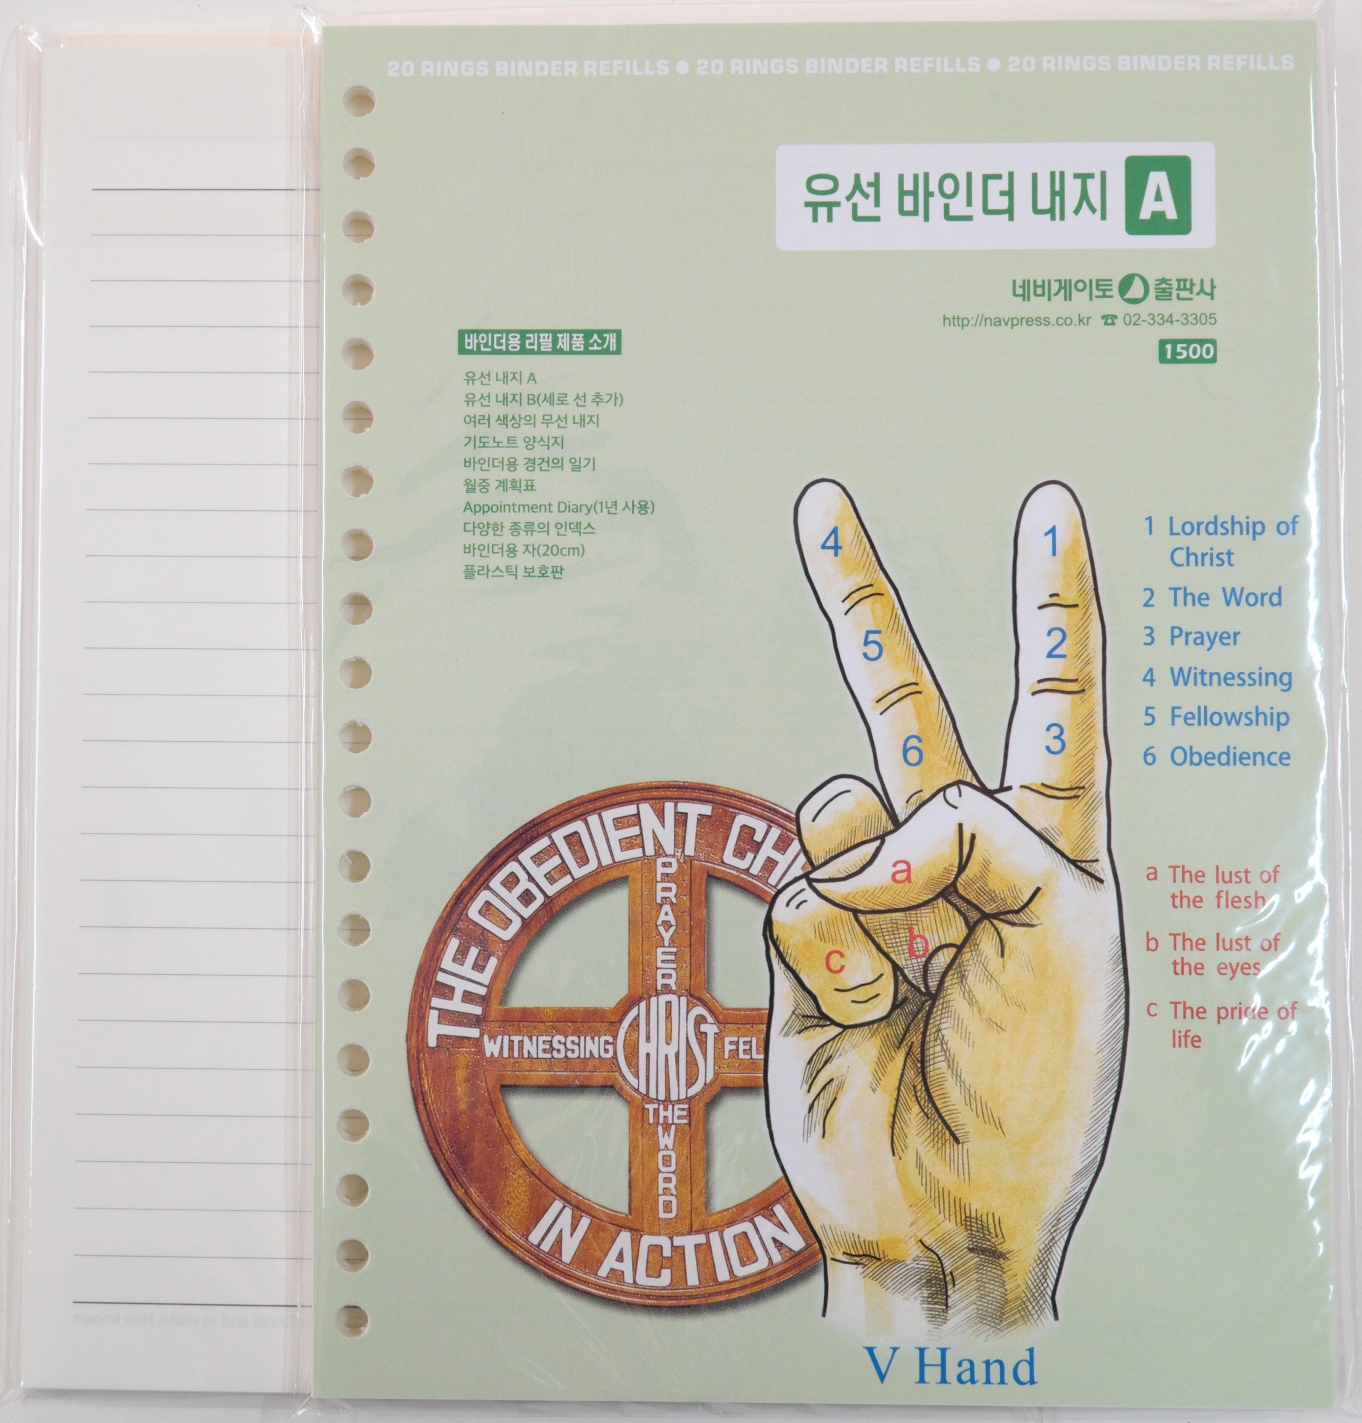 20 RINGS BINDER REFILLS ● 20 RINGS BINDER REFILLS ● 20 RINGS BINDER REFILLS
유선 바인더 내지 A
네비게이토 출판사
http://navpress.co.kr ☎ 02-334-3305
1500
바인더용 리필 제품 소개
유선 내지 A
유선 내지 B(세로 선 추가)
여러 색상의 무선 내지
기도노트 양식지
바인더용 경건의 일기
월중 계획표
Appointment Diary(1년 사용)
다양한 종류의 인덱스
바인더용 자(20cm)
플라스틱 보호판
4
5
6
1
2
3
1 Lordship of
Christ
2 The Word
3 Prayer
4 Witnessing
5 Fellowship
6 Obedience
a
b
c
a The lust of
the flesh
b The lust of
the eyes
c The pride of
life
THE OBEDIENT CH
PRAYER
WITNESSING CHRIST FEL
THE WORD
IN ACTION
V Hand